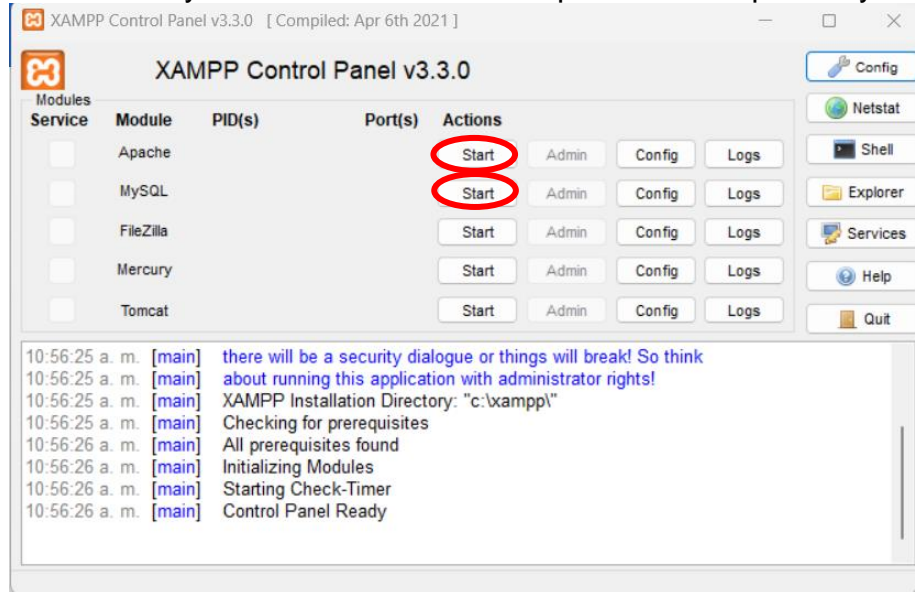 XAMPP Control Panel v3.3.0 [ Compiled: Apr 6th 2021 ]
XAMPP Control Panel v3.3.0
Config
Modules
Service Module PID(s) Port(s) Actions
Netstat
Apache Start Admin Config Logs
Shell
MySQL Start Admin Config Logs
Explorer
FileZilla Start Admin Config Logs
Services
Mercury Start Admin Config Logs
Help
Tomcat Start Admin Config Logs
Quit
10:56:25 a. m. [main] there will be a security dialogue or things will break! So think
10:56:25 a. m. [main] about running this application with administrator rights!
10:56:25 a. m. [main] XAMPP Installation Directory: "c:\xampp\"
10:56:25 a. m. [main] Checking for prerequisites
10:56:26 a. m. [main] All prerequisites found
10:56:26 a. m. [main] Initializing Modules
10:56:26 a. m. [main] Starting Check-Timer
10:56:26 a. m. [main] Control Panel Ready